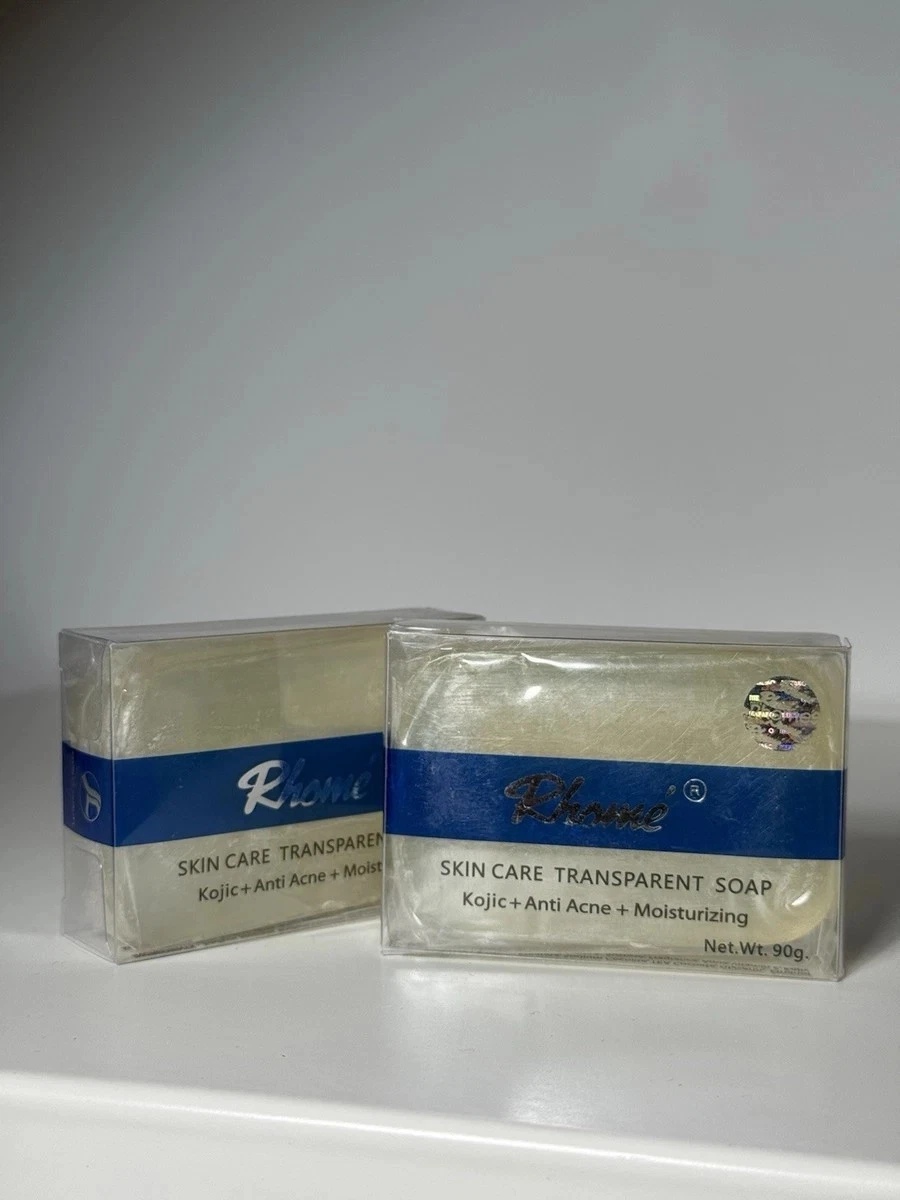 Rhomé
SKIN CARE TRANSPAREN
Kojic+Anti Acne + Moist
Rhomé ®
SKIN CARE TRANSPARENT SOAP
Kojic+Anti Acne + Moisturizing
Net.Wt. 90g.